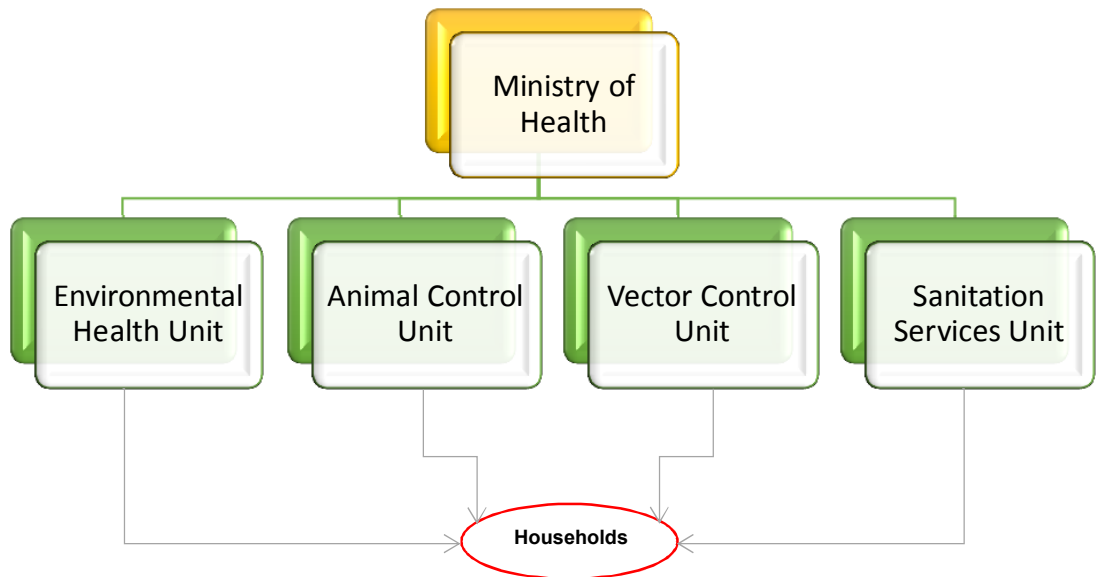 Ministry of
Health
Environmental
Health Unit
Animal Control
Unit
Vector Control
Unit
Sanitation
Services Unit
Households